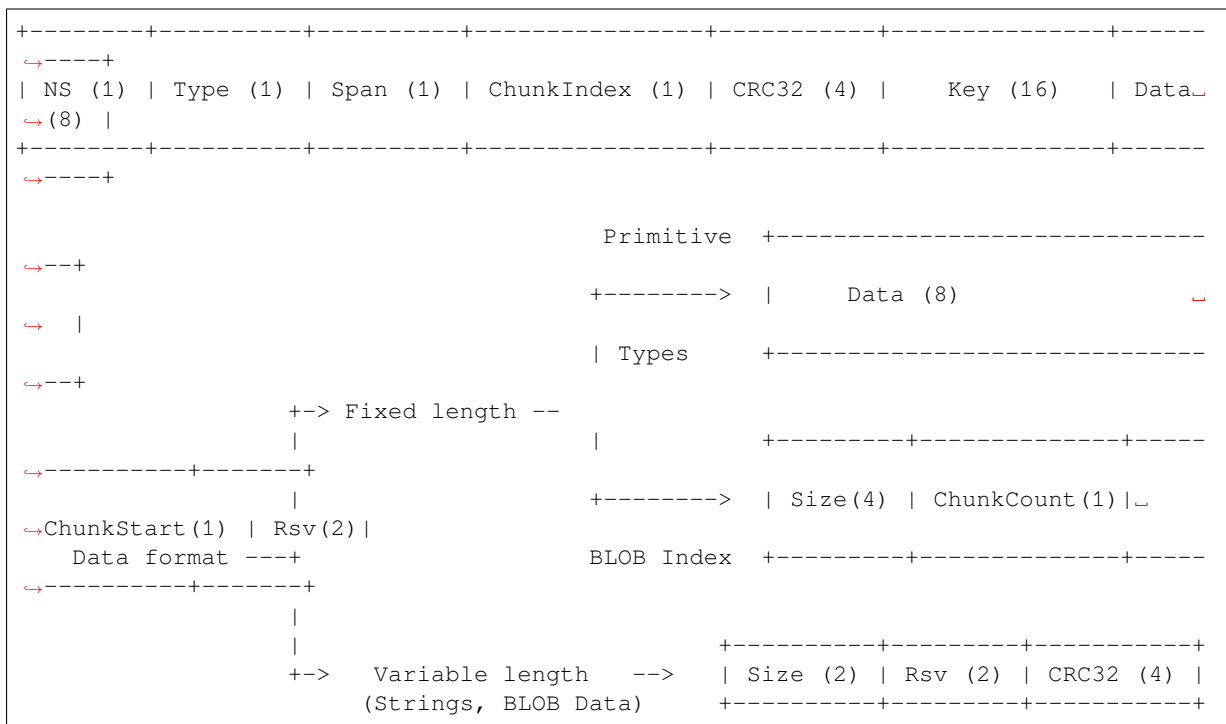 +--------+----------+----------+----------------+-----------+---------------+------
↪----+
| NS (1) | Type (1) | Span (1) | ChunkIndex (1) | CRC32 (4) |    Key (16)   | Data␣
↪(8) |
+--------+----------+----------+----------------+-----------+---------------+------
↪----+
                                         Primitive  +------------------------------
↪--+
                                        +-------->  |     Data (8)                 ␣
↪  |
                                        | Types     +------------------------------
↪--+
                   +-> Fixed length --
                   |                    |           +---------+--------------+-----
↪----------+-------+
                   |                    +-------->  | Size(4) | ChunkCount(1)|␣
↪ChunkStart(1) | Rsv(2)|
    Data format ---+                    BLOB Index  +---------+--------------+-----
↪----------+-------+
                   |
                   |                             +----------+---------+-----------+
                   +->   Variable length   -->   | Size (2) | Rsv (2) | CRC32 (4) |
                        (Strings, BLOB Data)     +----------+---------+-----------+